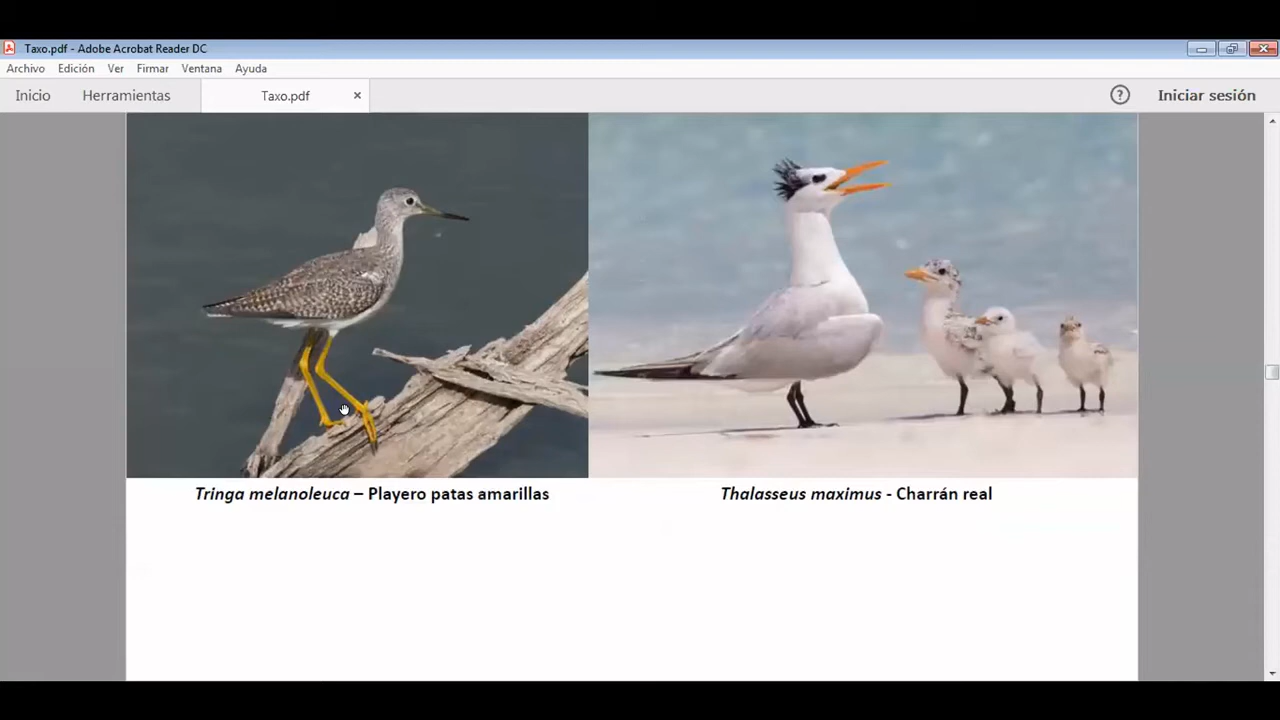 Taxo.pdf - Adobe Acrobat Reader DC
Archivo Edición Ver Firmar Ventana Ayuda
Inicio Herramientas Taxo.pdf × ? Iniciar sesión
Tringa melanoleuca – Playero patas amarillas
Thalasseus maximus - Charrán real